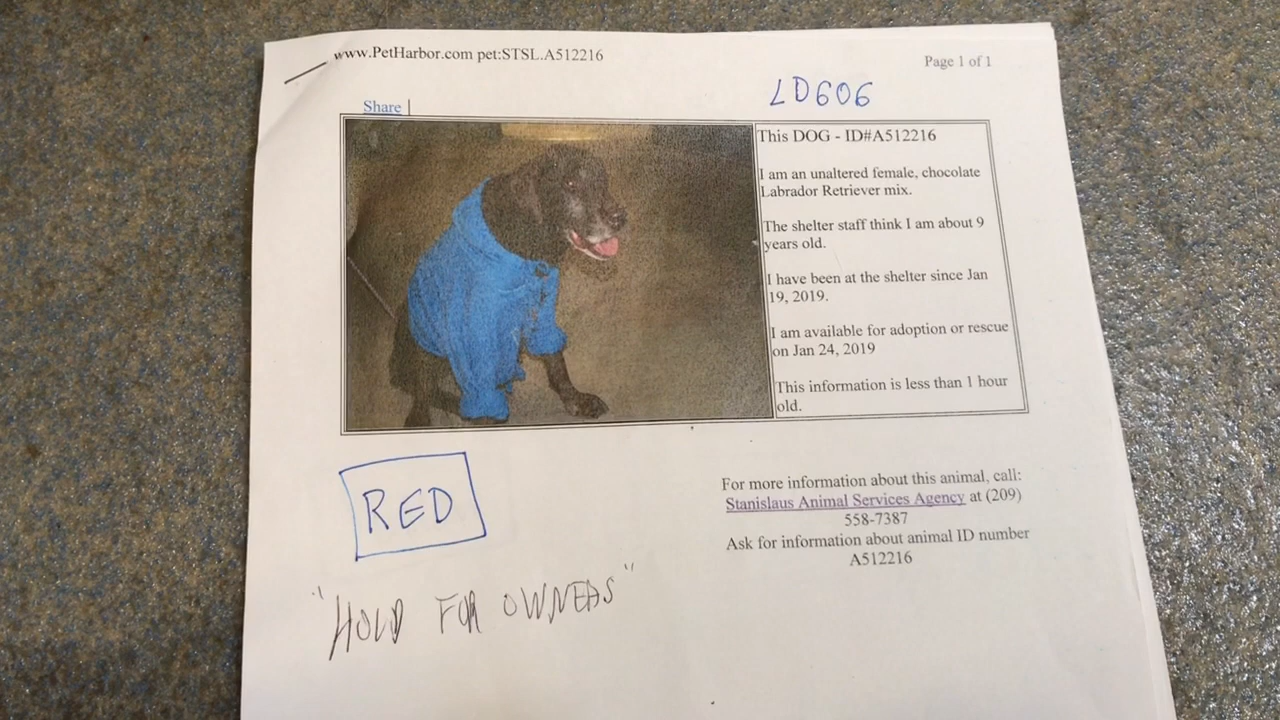 www.PetHarbor.com pet:STSL.A512216
Page 1 of 1
LD606
Share |
This DOG - ID#A512216
I am an unaltered female, chocolate
Labrador Retriever mix.
The shelter staff think I am about 9
years old.
I have been at the shelter since Jan
19, 2019.
I am available for adoption or rescue
on Jan 24, 2019
This information is less than 1 hour
old.
RED
"HOLD FOR OWNERS"
For more information about this animal, call:
Stanislaus Animal Services Agency at (209)
558-7387
Ask for information about animal ID number
A512216